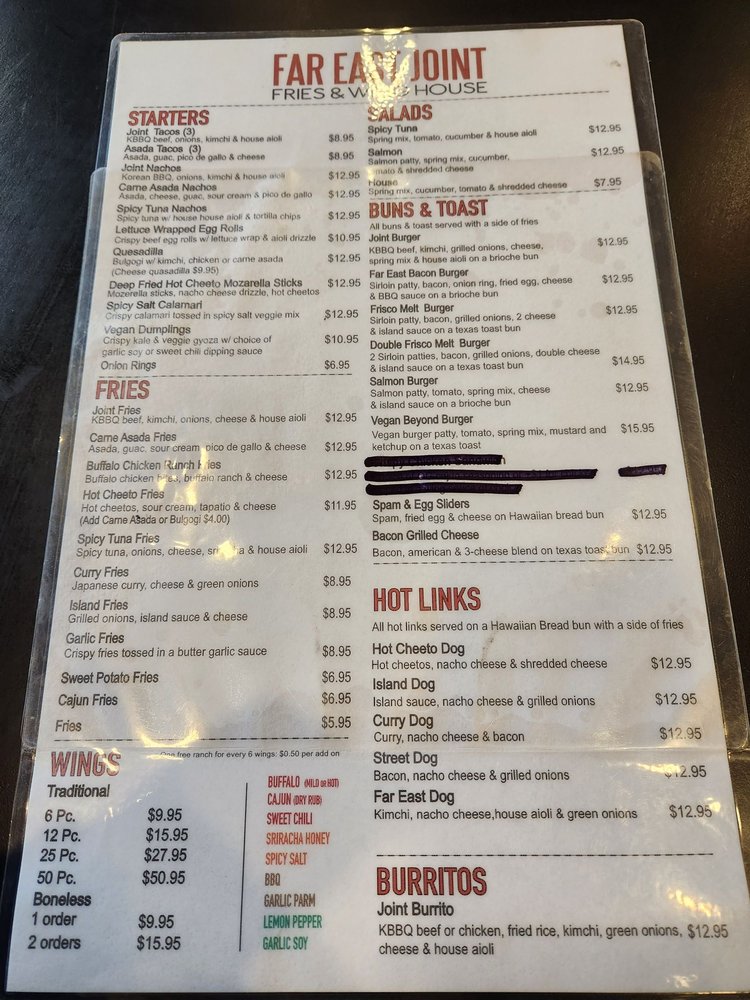 FAR EAST JOINT
FRIES & WING HOUSE
STARTERS
Joint Tacos (3)
KBBQ beef, onions, kimchi & house aioli $8.95
Asada Tacos (3)
Asada, guac, pico de gallo & cheese $8.95
Joint Nachos
Korean BBQ, onions, kimchi & house aioli $12.95
Carne Asada Nachos
Asada, cheese, guac, sour cream & pico de gallo $12.95
Spicy Tuna Nachos
Spicy tuna w/ house house aioli & tortilla chips $12.95
Lettuce Wrapped Egg Rolls
Crispy beef egg rolls w/ lettuce wrap & aioli drizzle $10.95
Quesadilla
Bulgogi w/ kimchi, chicken or carne asada $12.95
(Cheese quasadilla $9.95)
Deep Fried Hot Cheeto Mozarella Sticks $12.95
Mozerella sticks, nacho cheese drizzle, hot cheetos
Spicy Salt Calamari
Crispy calamari tossed in spicy salt veggie mix $12.95
Vegan Dumplings
Crispy kale & veggie gyoza w/ choice of $10.95
garlic soy or sweet chili dipping sauce
Onion Rings $6.95
FRIES
Joint Fries
KBBQ beef, kimchi, onions, cheese & house aioli $12.95
Carne Asada Fries
Asada, guac, sour cream, pico de gallo & cheese $12.95
Buffalo Chicken Ranch Fries
Buffalo chicken bites, buffalo ranch & cheese $12.95
Hot Cheeto Fries
Hot cheetos, sour cream, tapatio & cheese $11.95
(Add Carne Asada or Bulgogi $4.00)
Spicy Tuna Fries
Spicy tuna, onions, cheese, sriracha & house aioli $12.95
Curry Fries
Japanese curry, cheese & green onions $8.95
Island Fries
Grilled onions, island sauce & cheese $8.95
Garlic Fries
Crispy fries tossed in a butter garlic sauce $8.95
Sweet Potato Fries $6.95
Cajun Fries $6.95
Fries $5.95
WINGS One free ranch for every 6 wings: $0.50 per add on
Traditional
6 Pc. $9.95
12 Pc. $15.95
25 Pc. $27.95
50 Pc. $50.95
Boneless
1 order $9.95
2 orders $15.95
BUFFALO (MILD OR HOT)
CAJUN (DRY RUB)
SWEET CHILI
SRIRACHA HONEY
SPICY SALT
BBQ
GARLIC PARM
LEMON PEPPER
GARLIC SOY
SALADS
Spicy Tuna $12.95
Spring mix, tomato, cucumber & house aioli
Salmon $12.95
Salmon patty, spring mix, cucumber,
tomato & shredded cheese
House $7.95
Spring mix, cucumber, tomato & shredded cheese
BUNS & TOAST
All buns & toast served with a side of fries
Joint Burger
KBBQ beef, kimchi, grilled onions, cheese, $12.95
spring mix & house aioli on a brioche bun
Far East Bacon Burger
Sirloin patty, bacon, onion ring, fried egg, cheese $12.95
& BBQ sauce on a brioche bun
Frisco Melt Burger
Sirloin patty, bacon, grilled onions, 2 cheese $12.95
& island sauce on a texas toast bun
Double Frisco Melt Burger
2 Sirloin patties, bacon, grilled onions, double cheese $14.95
& island sauce on a texas toast bun
Salmon Burger
Salmon patty, tomato, spring mix, cheese $12.95
& island sauce on a brioche bun
Vegan Beyond Burger
Vegan burger patty, tomato, spring mix, mustard and $15.95
ketchup on a texas toast
Spam & Egg Sliders
Spam, fried egg & cheese on Hawaiian bread bun $12.95
Bacon Grilled Cheese
Bacon, american & 3-cheese blend on texas toast bun $12.95
HOT LINKS
All hot links served on a Hawaiian Bread bun with a side of fries
Hot Cheeto Dog
Hot cheetos, nacho cheese & shredded cheese $12.95
Island Dog
Island sauce, nacho cheese & grilled onions $12.95
Curry Dog
Curry, nacho cheese & bacon $12.95
Street Dog
Bacon, nacho cheese & grilled onions $12.95
Far East Dog
Kimchi, nacho cheese,house aioli & green onions $12.95
BURRITOS
Joint Burrito
KBBQ beef or chicken, fried rice, kimchi, green onions, $12.95
cheese & house aioli